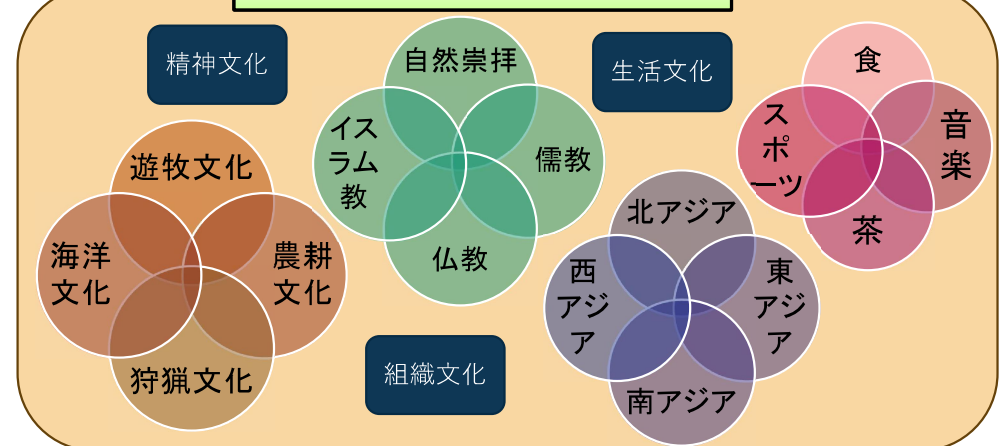 精神文化
自然崇拝
イス
ラム
教
儒教
仏教
生活文化
食
ス
ポ
ーツ
音
楽
茶
遊牧文化
海洋
文化
農耕
文化
狩猟文化
組織文化
北アジア
西
アジ
ア
東
アジ
ア
南アジア